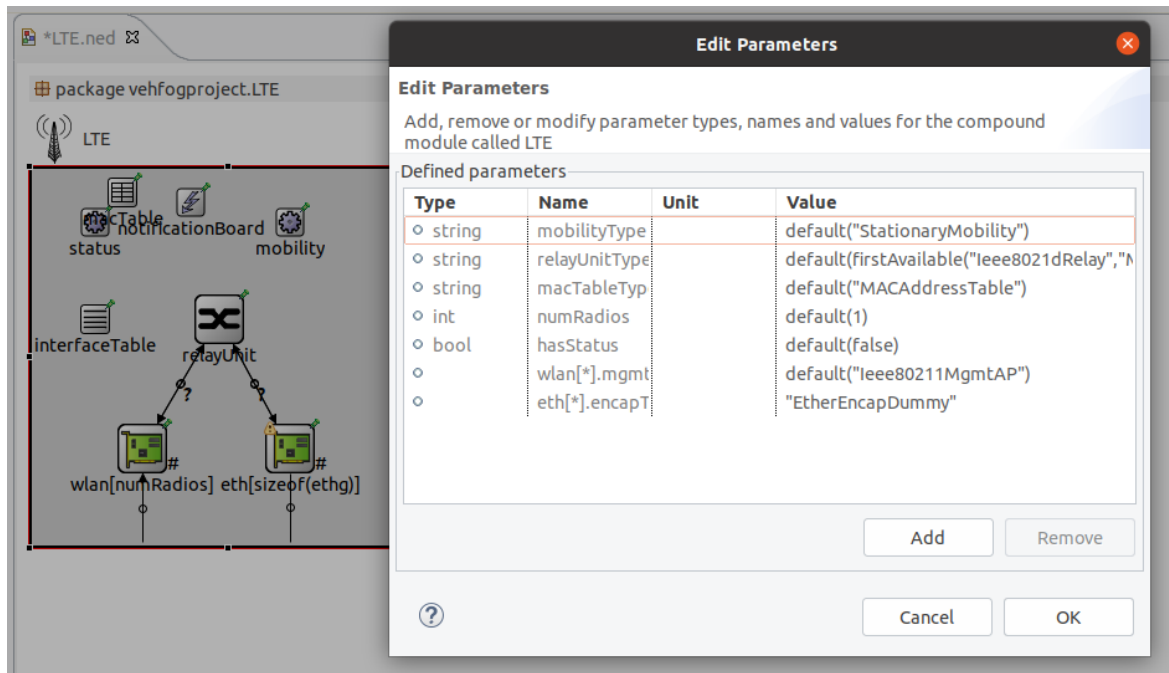 *LTE.ned
package vehfogproject.LTE
LTE
macTable
notificationBoard
status
mobility
interfaceTable
relayUnit
?
?
#
#
wlan[numRadios]
eth[sizeof(ethg)]
Edit Parameters
Edit Parameters
Add, remove or modify parameter types, names and values for the compound
module called LTE
Defined parameters
Type Name Unit Value
string mobilityType default("StationaryMobility")
string relayUnitType default(firstAvailable("Ieee8021dRelay","M
string macTableTyp default("MACAddressTable")
int numRadios default(1)
bool hasStatus default(false)
wlan[*].mgmt default("Ieee80211MgmtAP")
eth[*].encapT "EtherEncapDummy"
Add
Remove
?
Cancel
OK